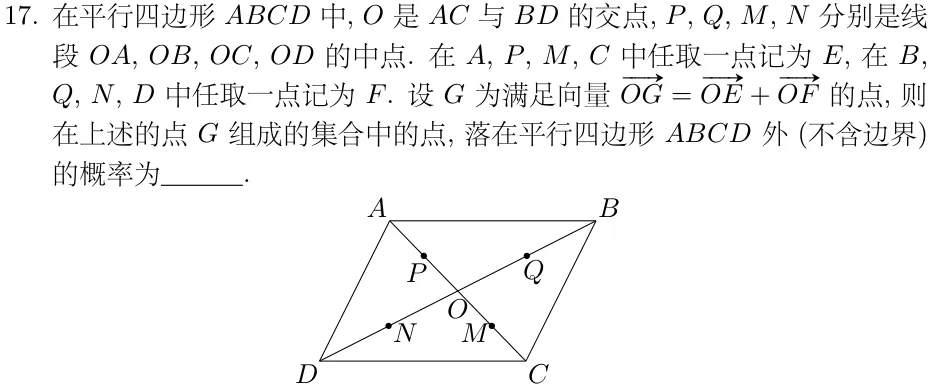 17. 在平行四边形 ABCD 中, O 是 AC 与 BD 的交点, P, Q, M, N 分别是线
段 OA, OB, OC, OD 的中点. 在 A, P, M, C 中任取一点记为 E, 在 B,
Q, N, D 中任取一点记为 F. 设 G 为满足向量 $\overrightarrow{OG} = \overrightarrow{OE} + \overrightarrow{OF}$ 的点, 则
在上述的点 G 组成的集合中的点, 落在平行四边形 ABCD 外 (不含边界)
的概率为______.
A B
P Q
O
N M
D C